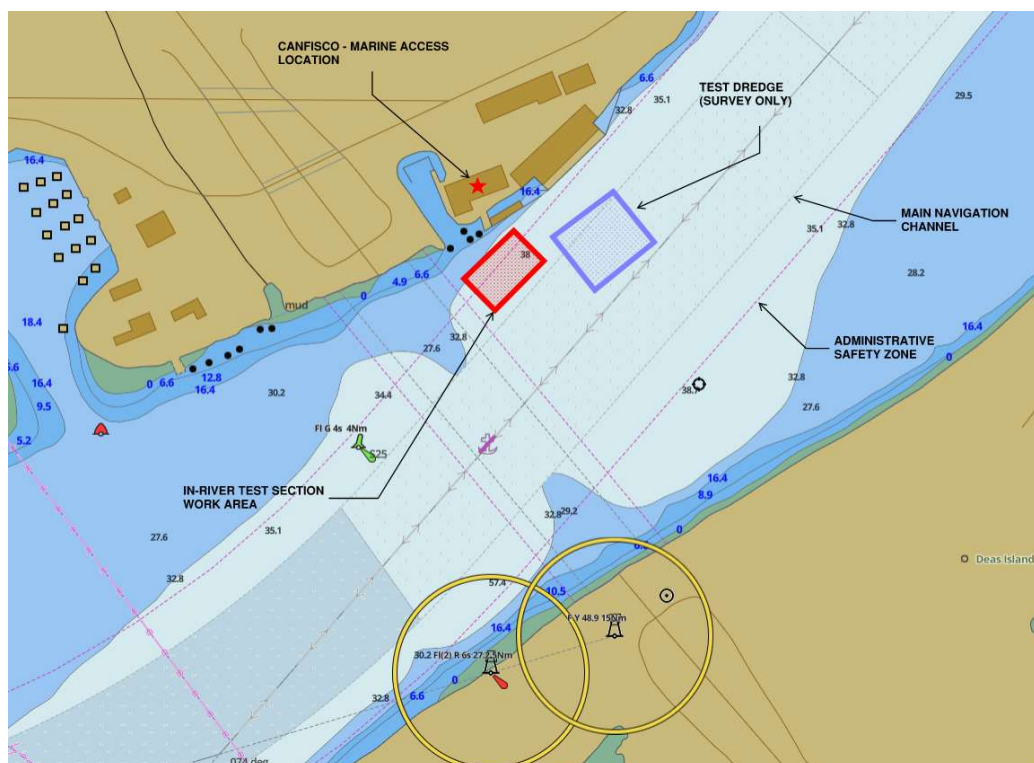 CANFISCO - MARINE ACCESS
LOCATION
TEST DREDGE
(SURVEY ONLY)
6.6
35.1
32.8
29.5
16.4
16.4
MAIN NAVIGATION
CHANNEL
35.1
32.8
38
28.2
6.6
4.9
0
mud
18.4
32.8
27.6
16.4
0
ADMINISTRATIVE
SAFETY ZONE
5.6
16.4
9.5
5.2
0
6.6
12.8
16.4
30.2
34.4
38.7
32.8
27.6
Fl G 4s 4Nm
S25
IN-RIVER TEST SECTION
WORK AREA
16.4
8.9
0
32.8
29.2
35.1
27.6
32.8
57.4
10.5
Deas Island
F Y 48.9 15Nm
16.4
30.2 Fl(2) R 6s 27.2 5Nm
0
6.6
32.8
074 deg